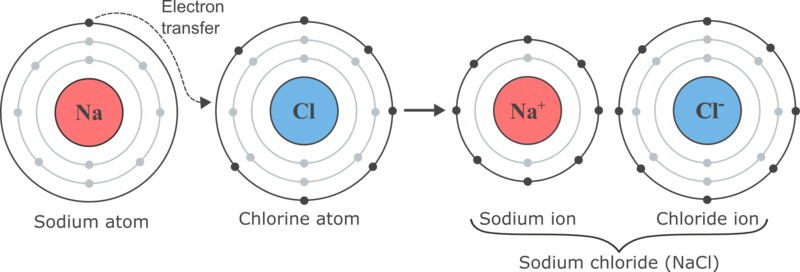 Electron
transfer
Na
Cl
Na⁺
Cl⁻
Sodium atom
Chlorine atom
Sodium ion
Chloride ion
Sodium chloride (NaCl)